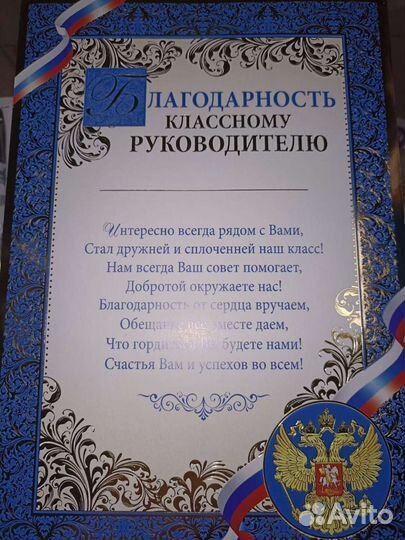 БЛАГОДАРНОСТЬ
КЛАССНОМУ
РУКОВОДИТЕЛЮ
Интересно всегда рядом с Вами,
Стал дружней и сплоченней наш класс!
Нам всегда Ваш совет помогает,
Добротой окружаете нас!
Благодарность от сердца вручаем,
вместе даем,
Что будете нами!
Счастья Вам и успехов во всем!
Avito